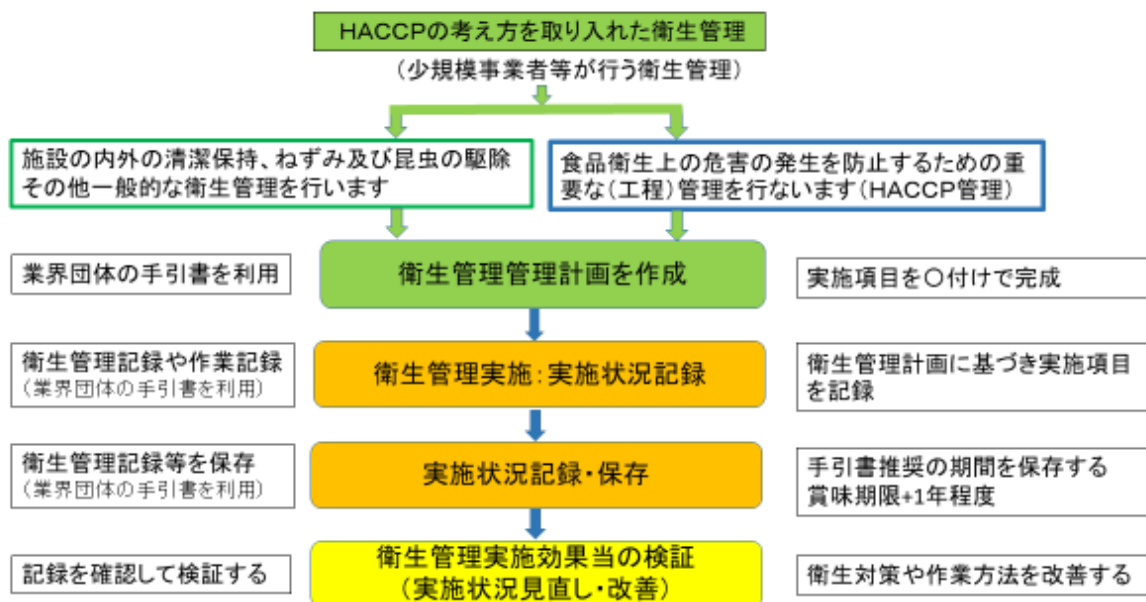 HACCPの考え方を取り入れた衛生管理
（少規模事業者等が行う衛生管理）
施設の内外の清潔保持、ねずみ及び昆虫の駆除
その他一般的な衛生管理を行います
食品衛生上の危害の発生を防止するための重
要な（工程）管理を行ないます（HACCP管理）
業界団体の手引書を利用
衛生管理管理計画を作成
実施項目を〇付けで完成
衛生管理記録や作業記録
（業界団体の手引書を利用）
衛生管理実施：実施状況記録
衛生管理計画に基づき実施項目
を記録
衛生管理記録等を保存
（業界団体の手引書を利用）
実施状況記録・保存
手引書推奨の期間を保存する
賞味期限+1年程度
記録を確認して検証する
衛生管理実施効果当の検証
（実施状況見直し・改善）
衛生対策や作業方法を改善する